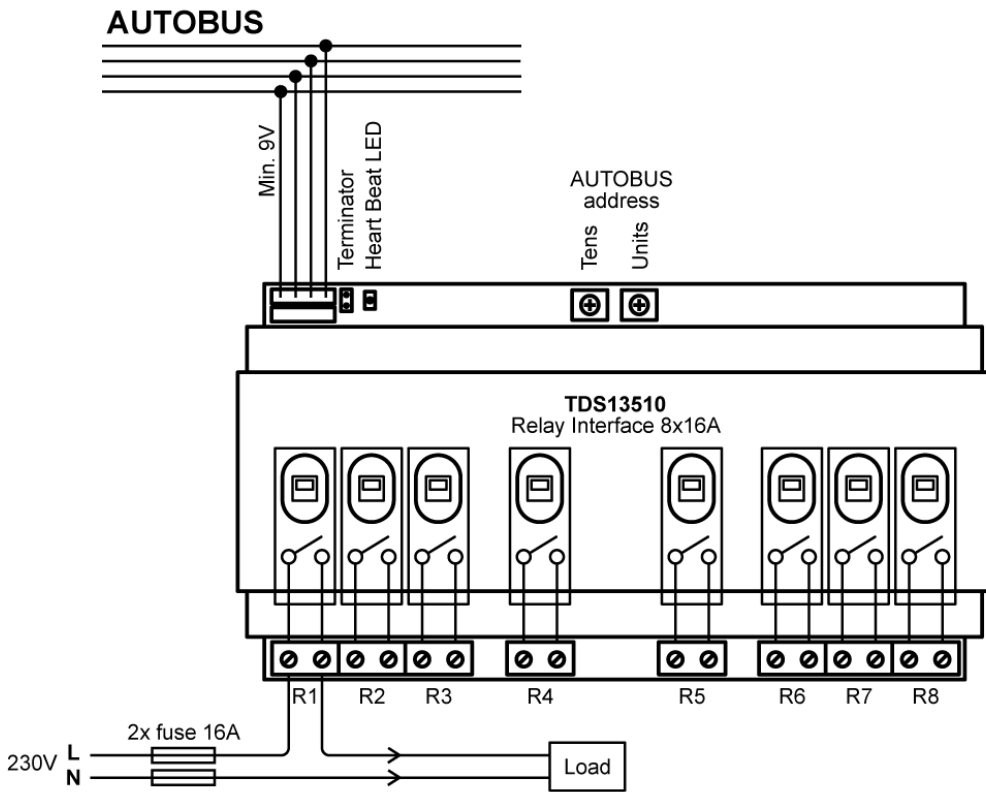 AUTOBUS
Min. 9V
Terminator
Heart Beat LED
AUTOBUS
address
Tens
Units
TDS13510
Relay Interface 8x16A
R1 R2 R3 R4 R5 R6 R7 R8
2x fuse 16A
230V L
N
Load